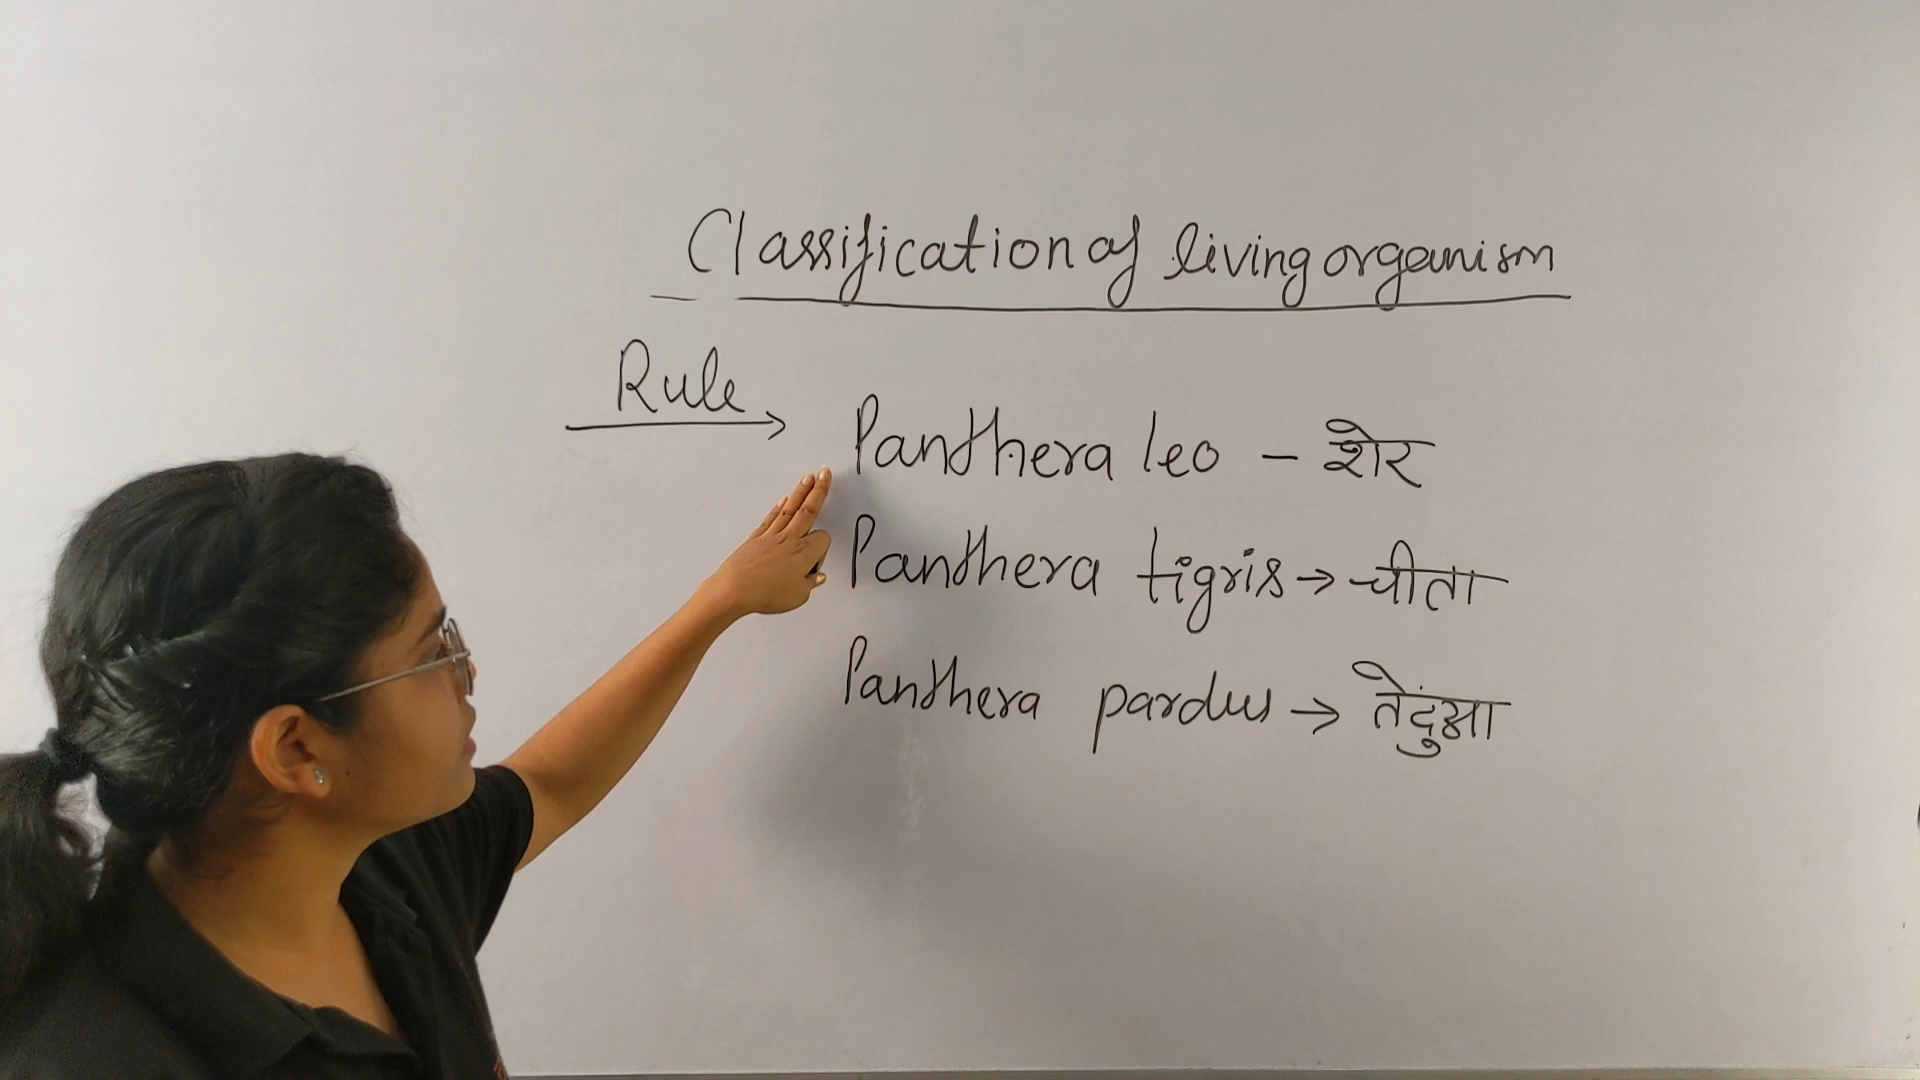 Classification of living organism
Rule
Panthera leo - शेर
Panthera tigris → चीता
Panthera pardus → तेंदुआ